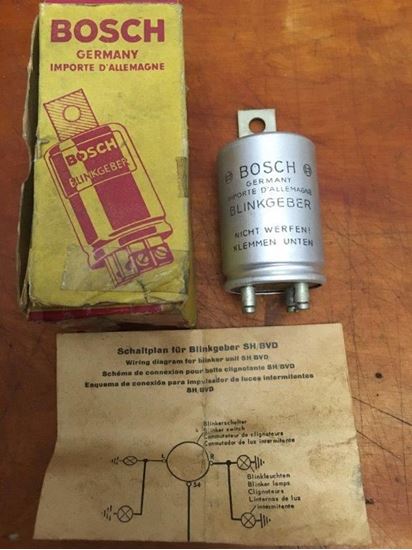 BOSCH
GERMANY
IMPORTE D'ALLEMAGNE
BOSCH
BLINKGEBER
BOSCH
GERMANY
IMPORTE D'ALLEMAGNE
BLINKGEBER
NICHT WERFEN!
KLEMMEN UNTEN
Schaltplan für Blinkgeber SH/BVD
Wiring diagram for blinker unit SH/BVD
Schéma de connexion pour boîte clignotante SH/BVD
Esquema de conexión para impulsador de luces intermitentes
SH/BVD
Blinkerschalter
Blinker switch
Commutateur de clignoteurs
Conmutador de luz intermitente
L
R
54
Blinkleuchten
Blinker lamps
Clignoteurs
Linternas de luz
intermitente